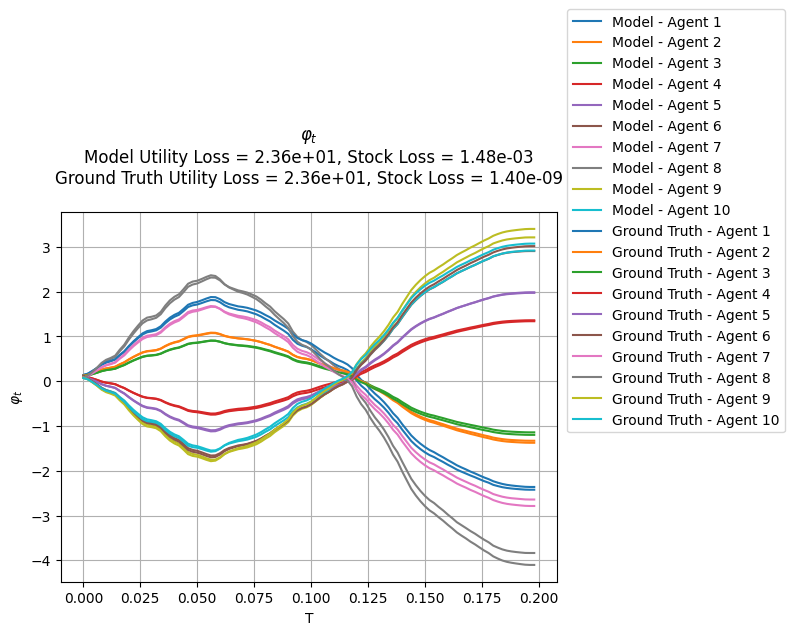 φt
Model Utility Loss = 2.36e+01, Stock Loss = 1.48e-03
Ground Truth Utility Loss = 2.36e+01, Stock Loss = 1.40e-09
φt
3
2
1
0
−1
−2
−3
−4
0.000 0.025 0.050 0.075 0.100 0.125 0.150 0.175 0.200
T
Model - Agent 1
Model - Agent 2
Model - Agent 3
Model - Agent 4
Model - Agent 5
Model - Agent 6
Model - Agent 7
Model - Agent 8
Model - Agent 9
Model - Agent 10
Ground Truth - Agent 1
Ground Truth - Agent 2
Ground Truth - Agent 3
Ground Truth - Agent 4
Ground Truth - Agent 5
Ground Truth - Agent 6
Ground Truth - Agent 7
Ground Truth - Agent 8
Ground Truth - Agent 9
Ground Truth - Agent 10